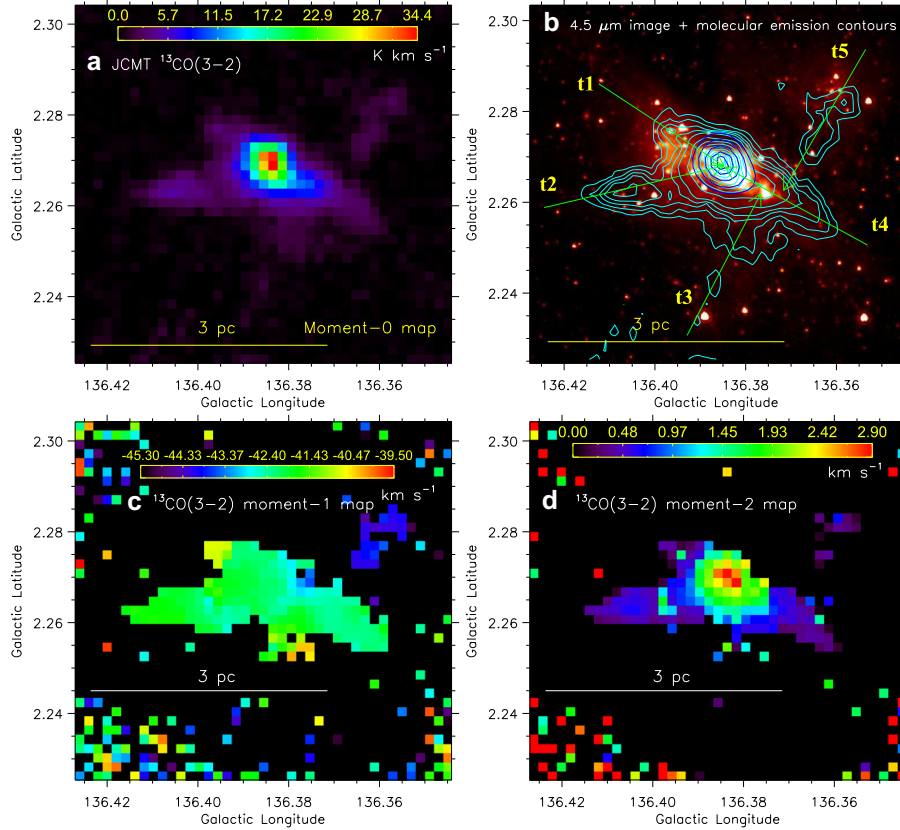 0.0 5.7 11.5 17.2 22.9 28.7 34.4
K km s⁻¹
a JCMT ¹³CO(3−2)
2.30
2.28
2.26
2.24
Galactic Latitude
3 pc
Moment−0 map
136.42 136.40 136.38 136.36
Galactic Longitude
b 4.5 μm image + molecular emission contours
t1
t2
t3
t4
t5
2.30
2.28
2.26
2.24
Galactic Latitude
3 pc
136.42 136.40 136.38 136.36
Galactic Longitude
-45.30 -44.33 -43.37 -42.40 -41.43 -40.47 -39.50
km s⁻¹
c ¹³CO(3−2) moment−1 map
2.30
2.28
2.26
2.24
Galactic Latitude
3 pc
136.42 136.40 136.38 136.36
Galactic Longitude
0.00 0.48 0.97 1.45 1.93 2.42 2.90
km s⁻¹
d ¹³CO(3−2) moment−2 map
2.30
2.28
2.26
2.24
Galactic Latitude
3 pc
136.42 136.40 136.38 136.36
Galactic Longitude